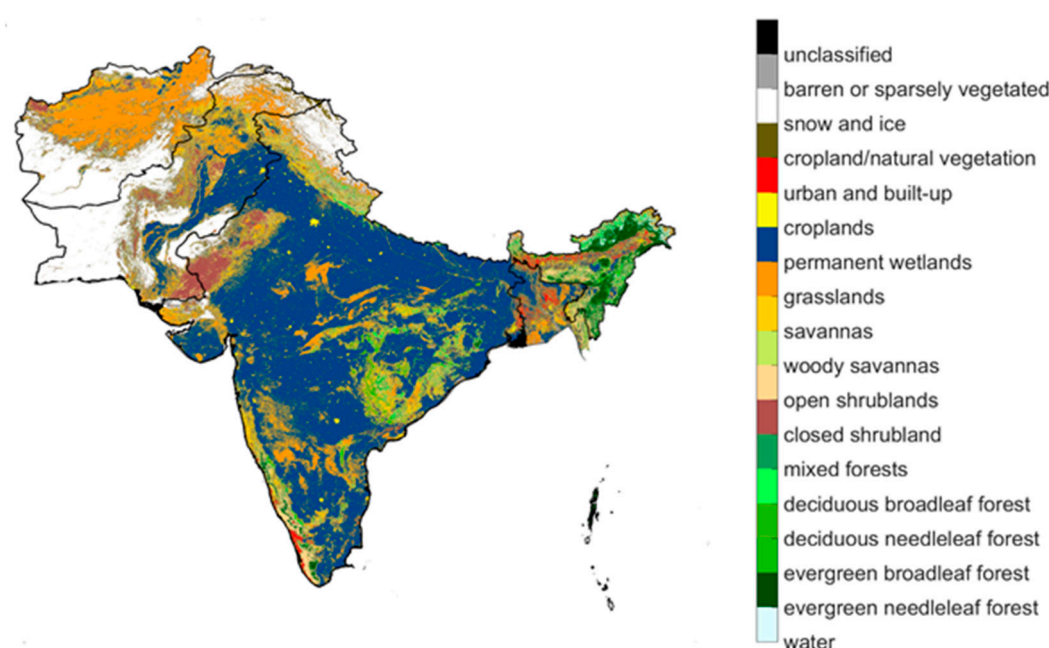 unclassified
barren or sparsely vegetated
snow and ice
cropland/natural vegetation
urban and built-up
croplands
permanent wetlands
grasslands
savannas
woody savannas
open shrublands
closed shrubland
mixed forests
deciduous broadleaf forest
deciduous needleleaf forest
evergreen broadleaf forest
evergreen needleleaf forest
water